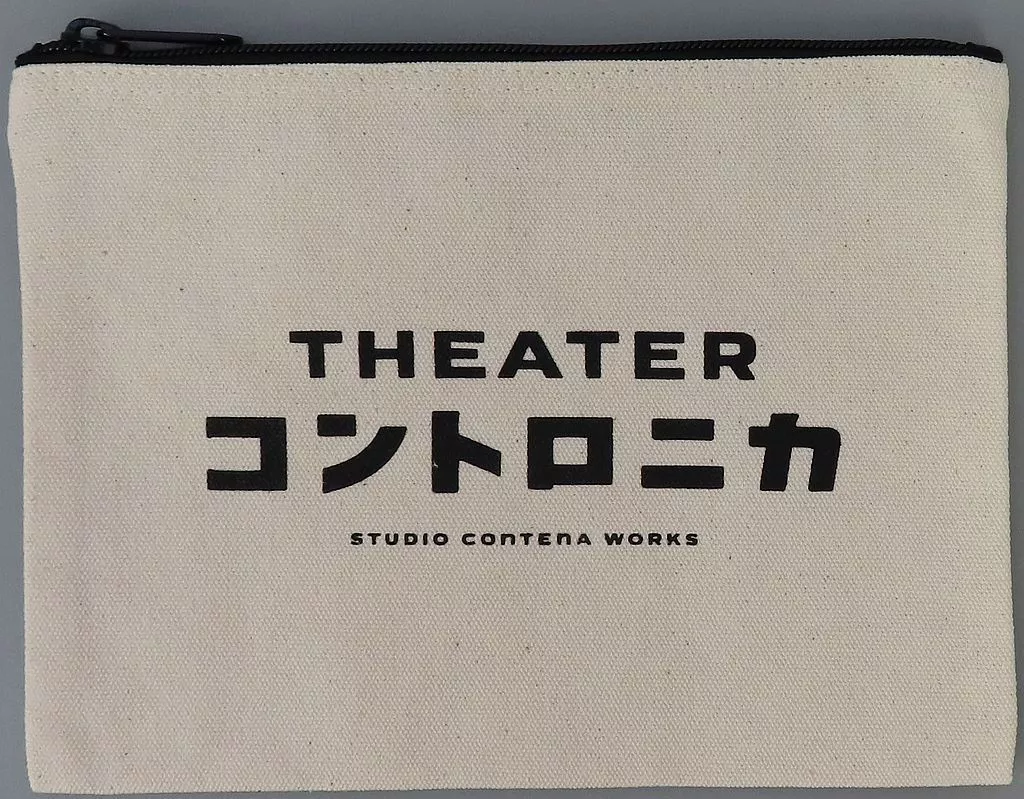 THEATER
コントロニカ
STUDIO CONTENA WORKS